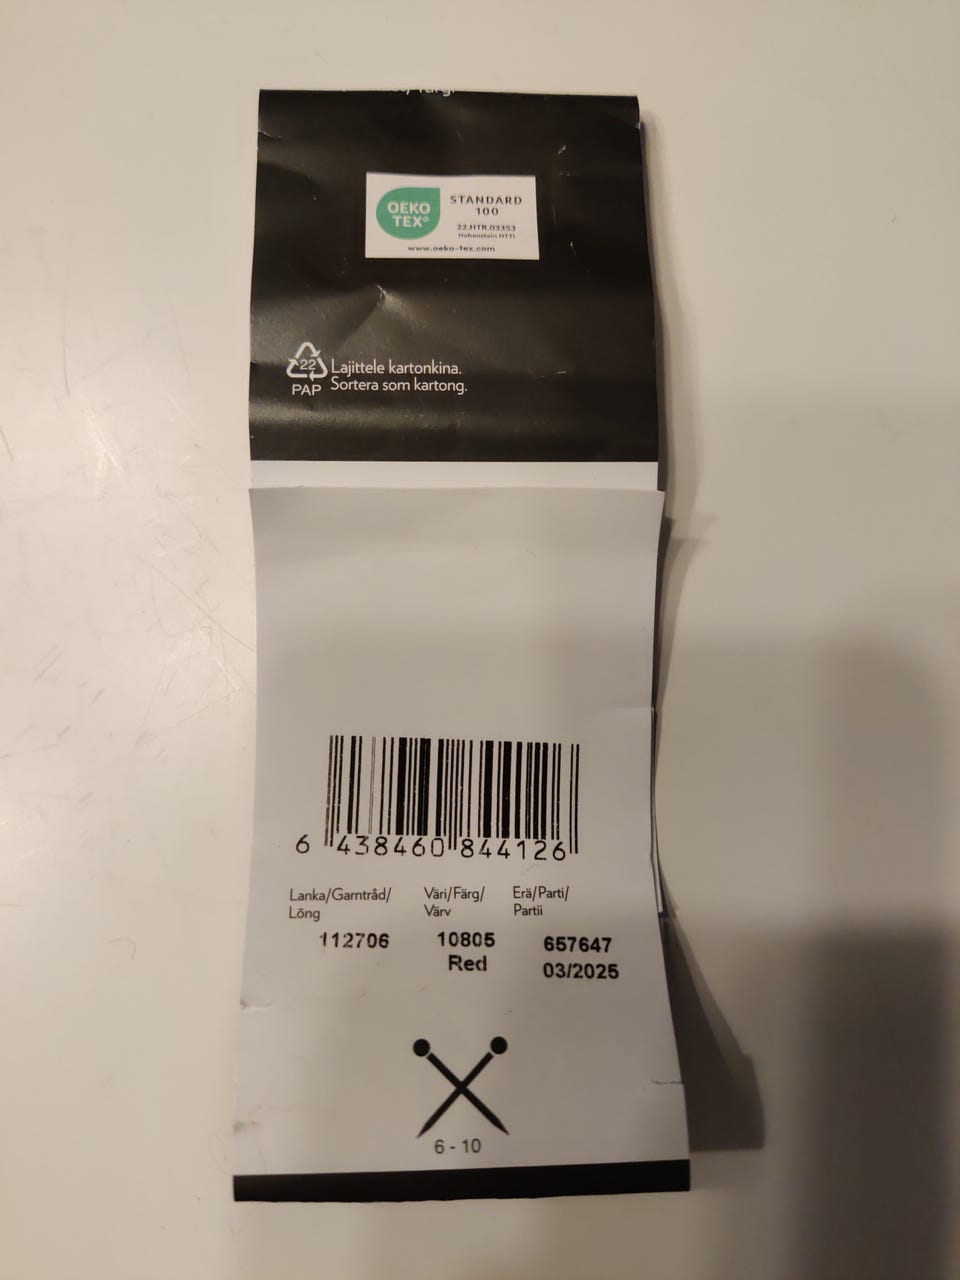 OEKO
TEX®
STANDARD
100
22.HTR.03353
Hohenstein HTTI
www.oeko-tex.com
22
PAP
Lajittele kartonkina.
Sortera som kartong.
6 438460 844126
Lanka/Garntråd/
Lõng
112706
Väri/Färg/
Värv
10805
Red
Erä/Parti/
Partii
657647
03/2025
6 - 10